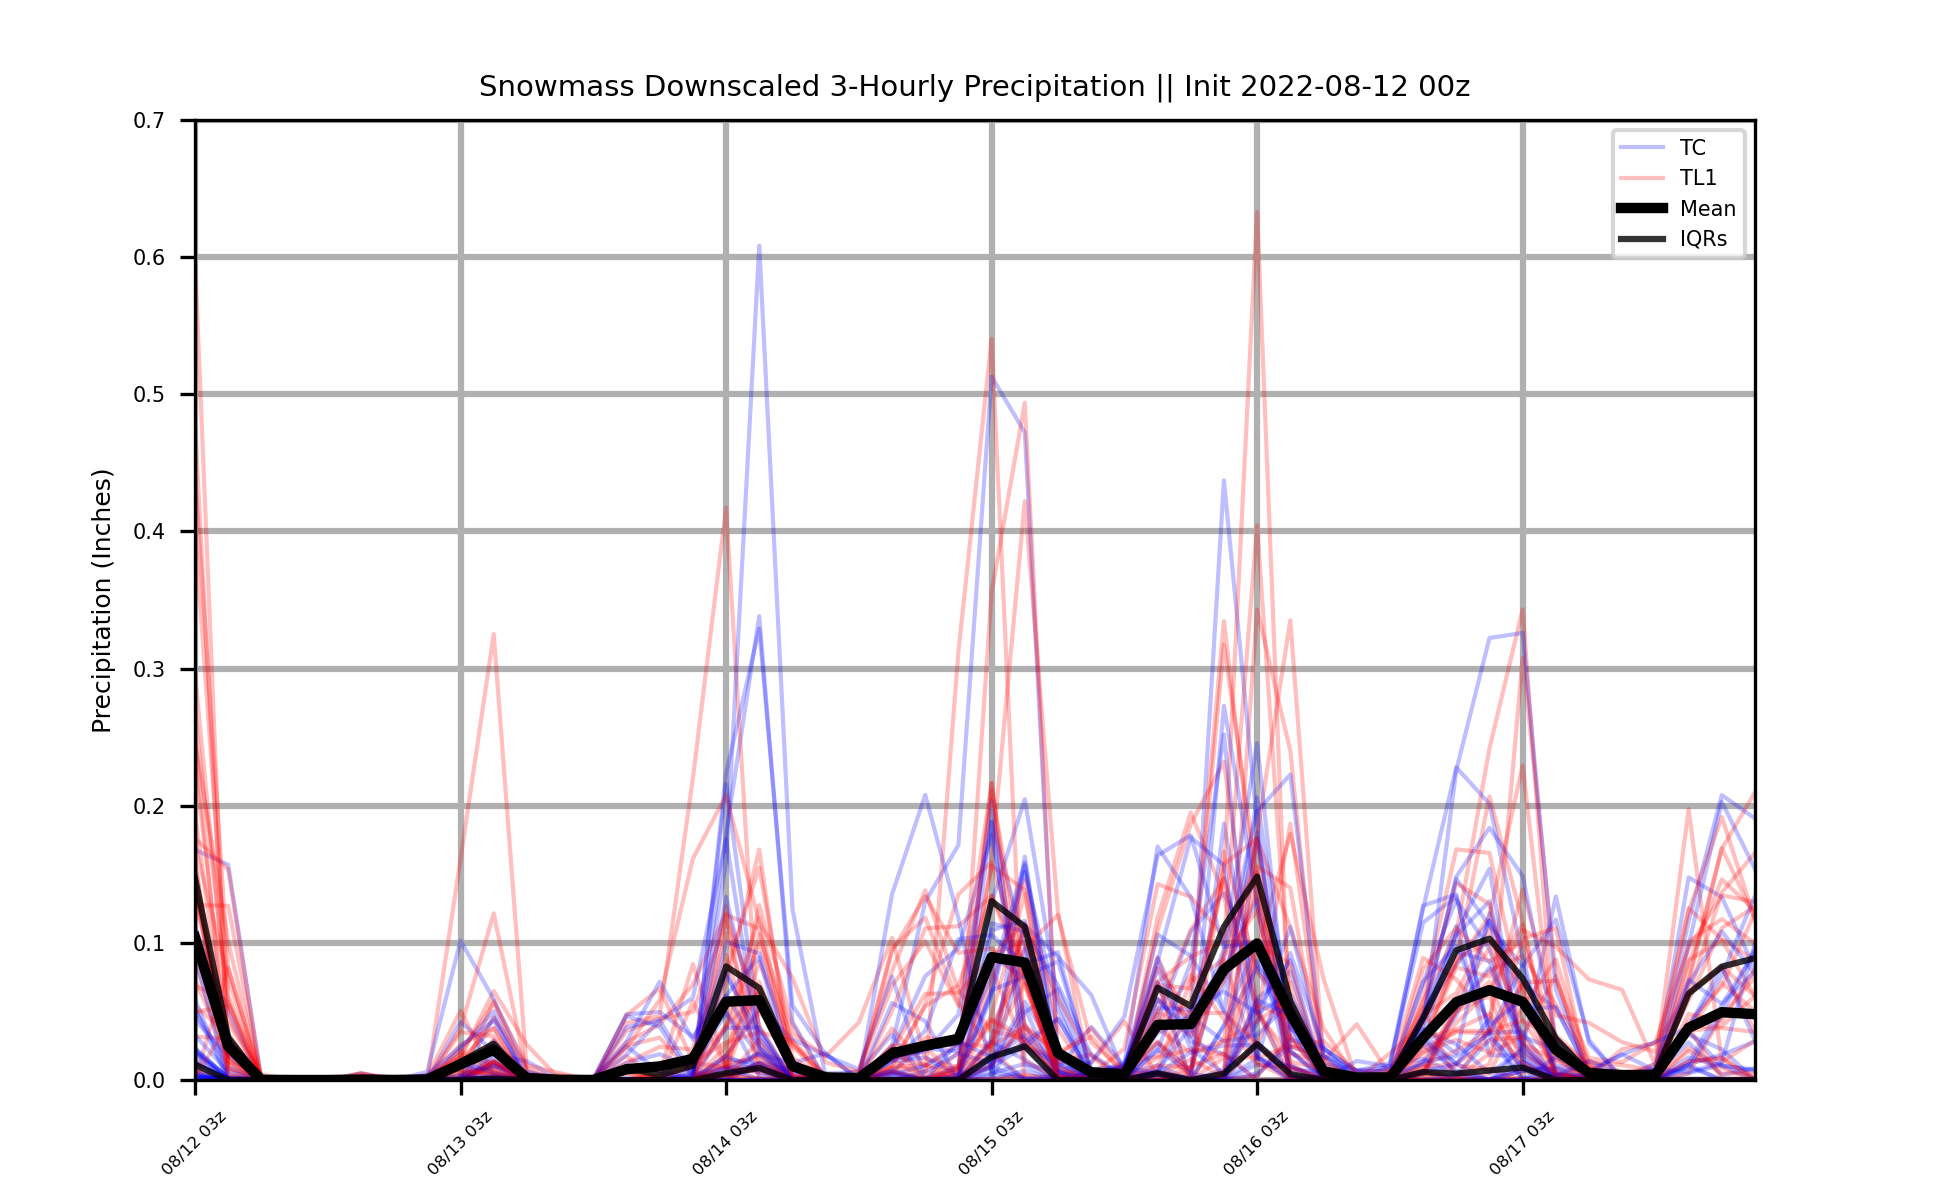 Snowmass Downscaled 3-Hourly Precipitation || Init 2022-08-12 00z
0.7
0.6
0.5
0.4
0.3
0.2
0.1
0.0
Precipitation (Inches)
TC
TL1
Mean
IQRs
08/12 03z
08/13 03z
08/14 03z
08/15 03z
08/16 03z
08/17 03z